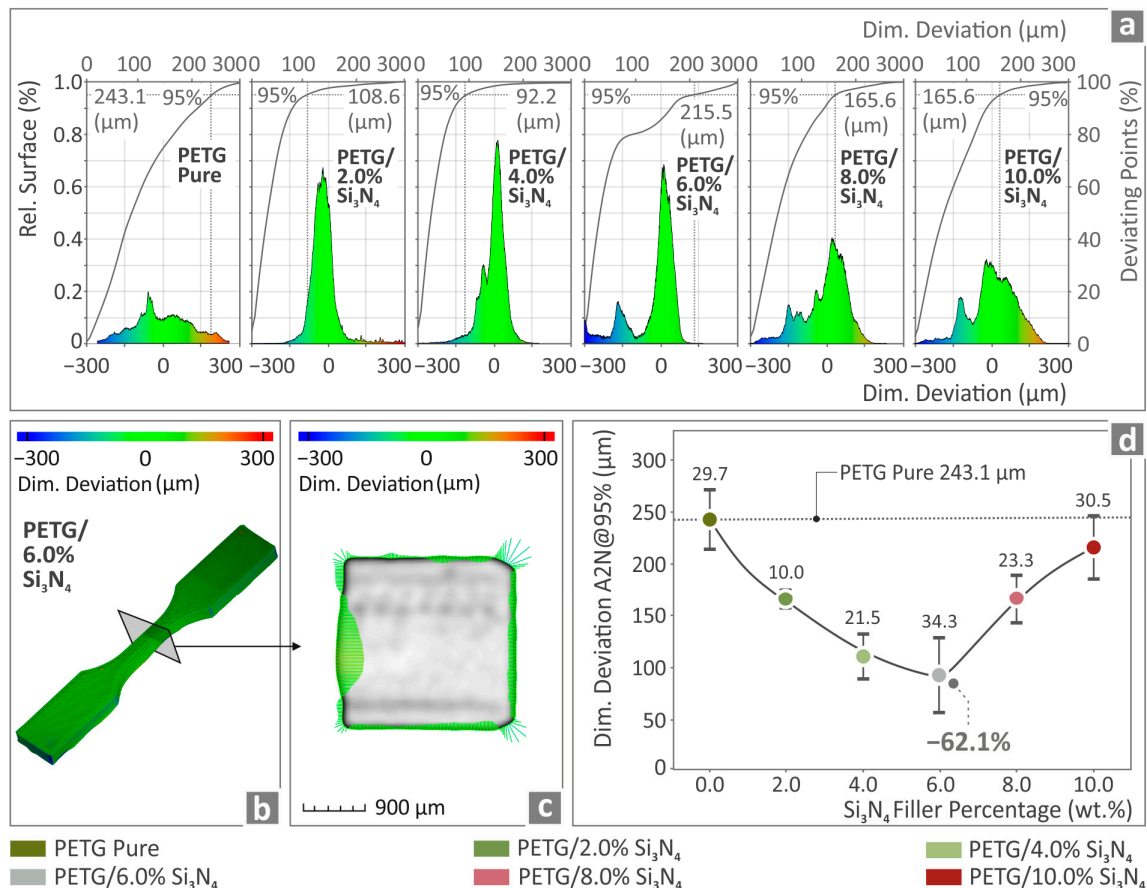 Dim. Deviation (µm)
a
0 100 200 3000 100 200 3000 100 200 3000 100 200 3000 100 200 3000 100 200 300
Rel. Surface (%)
1.0
0.8
0.6
0.4
0.2
0
243.1 95%
(µm)
PETG
Pure
95% 108.6
(µm)
PETG/
2.0%
Si₃N₄
95% 92.2
(µm)
PETG/
4.0%
Si₃N₄
95%
215.5
(µm)
PETG/
6.0%
Si₃N₄
95% 165.6
(µm)
PETG/
8.0%
Si₃N₄
165.6 95%
(µm)
PETG/
10.0%
Si₃N₄
100
80
60
40
20
0
Deviating Points (%)
−300 0 300
−300 0 300
−300 0 300
−300 0 300
−300 0 300
−300 0 300
Dim. Deviation (µm)
−300 0 300
Dim. Deviation (µm)
PETG/
6.0%
Si₃N₄
b
−300 0 300
Dim. Deviation (µm)
900 µm
c
d
Dim. Deviation A2N@95% (µm)
300
250
200
150
100
50
0
29.7
PETG Pure 243.1 µm
30.5
10.0
21.5
34.3
23.3
−62.1%
0.0 2.0 4.0 6.0 8.0 10.0
Si₃N₄ Filler Percentage (wt.%)
PETG Pure
PETG/2.0% Si₃N₄
PETG/4.0% Si₃N₄
PETG/6.0% Si₃N₄
PETG/8.0% Si₃N₄
PETG/10.0% Si₃N₄